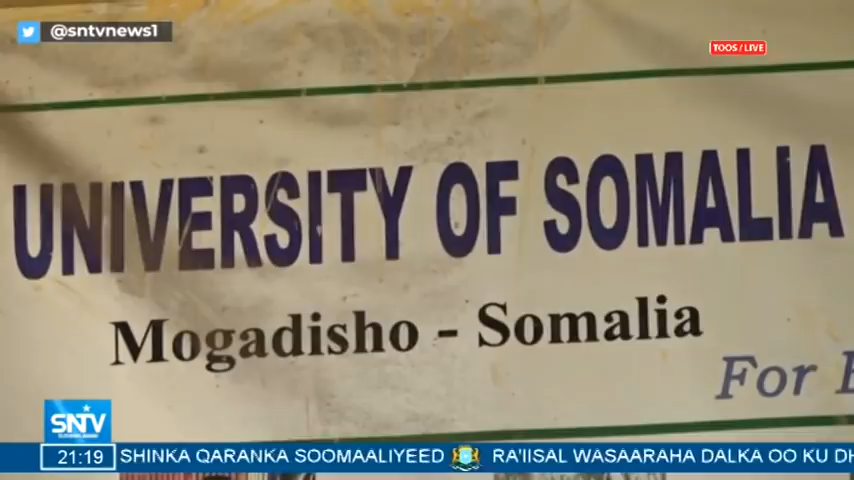 @sntvnews1
TOOS / LIVE
UNIVERSITY OF SOMALIA
Mogadisho - Somalia
For
SNTV
21:19
SHINKA QARANKA SOOMAALIYEED RA'IISAL WASAARAHA DALKA OO KU DH